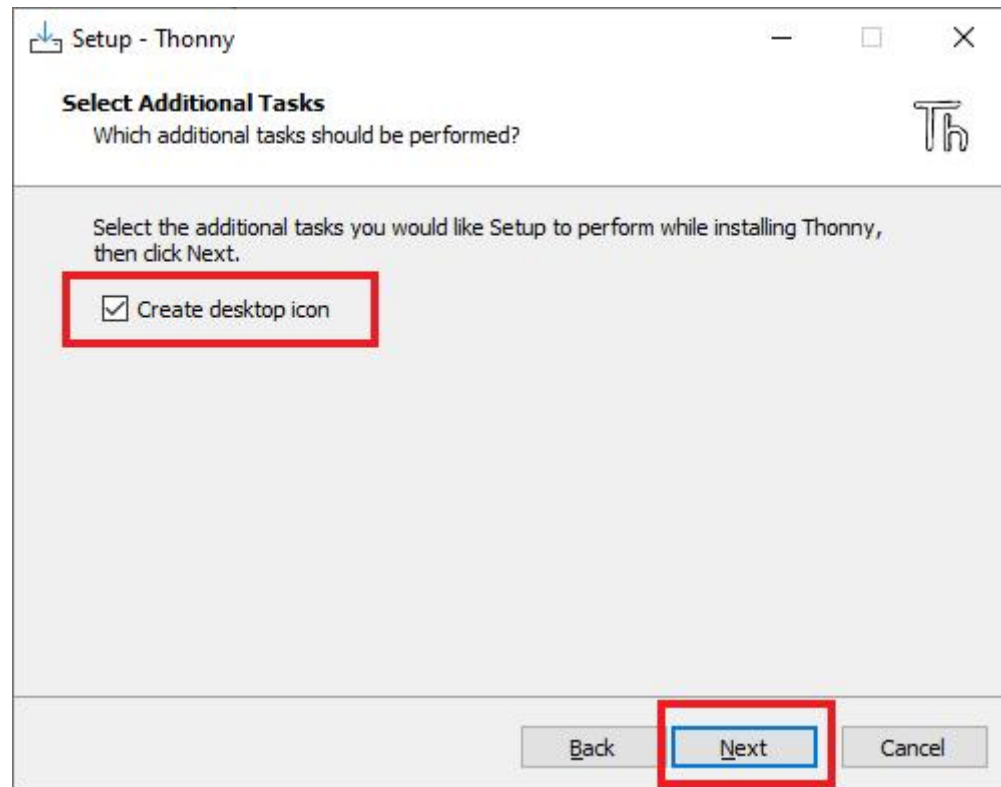 Setup - Thonny
Select Additional Tasks
Which additional tasks should be performed?
Th
Select the additional tasks you would like Setup to perform while installing Thonny,
then click Next.
Create desktop icon
Back Next Cancel